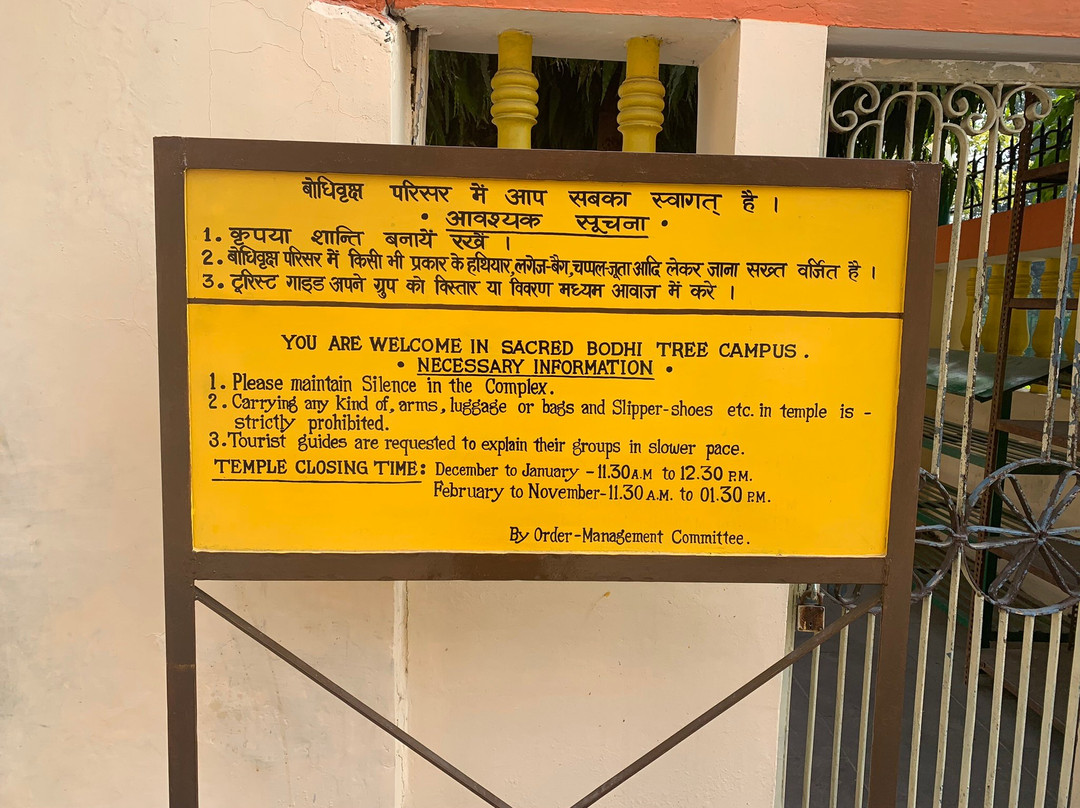 बोधिवृक्ष परिसर में आप सबका स्वागत् है ।
• आवश्यक सूचना •
1. कृपया शान्ति बनायें रखें ।
2. बोधिवृक्ष परिसर में किसी भी प्रकार के हथियार,लगेज-बैग,चप्पल-जूता आदि लेकर जाना सख्त वर्जित है ।
3. टूरिस्ट गाइड अपने ग्रुप को विस्तार या विवरण मध्यम आवाज में करे ।
YOU ARE WELCOME IN SACRED BODHI TREE CAMPUS.
• NECESSARY INFORMATION •
1. Please maintain Silence in the Complex.
2. Carrying any Kind of, arms, luggage or bags and Slipper-shoes etc. in temple is -
strictly prohibited.
3. Tourist guides are requested to explain their groups in slower pace.
TEMPLE CLOSING TIME: December to January -11.30A.M to 12.30 P.M.
February to November-11.30 A.M. to 01.30 P.M.
By Order-Management Committee.